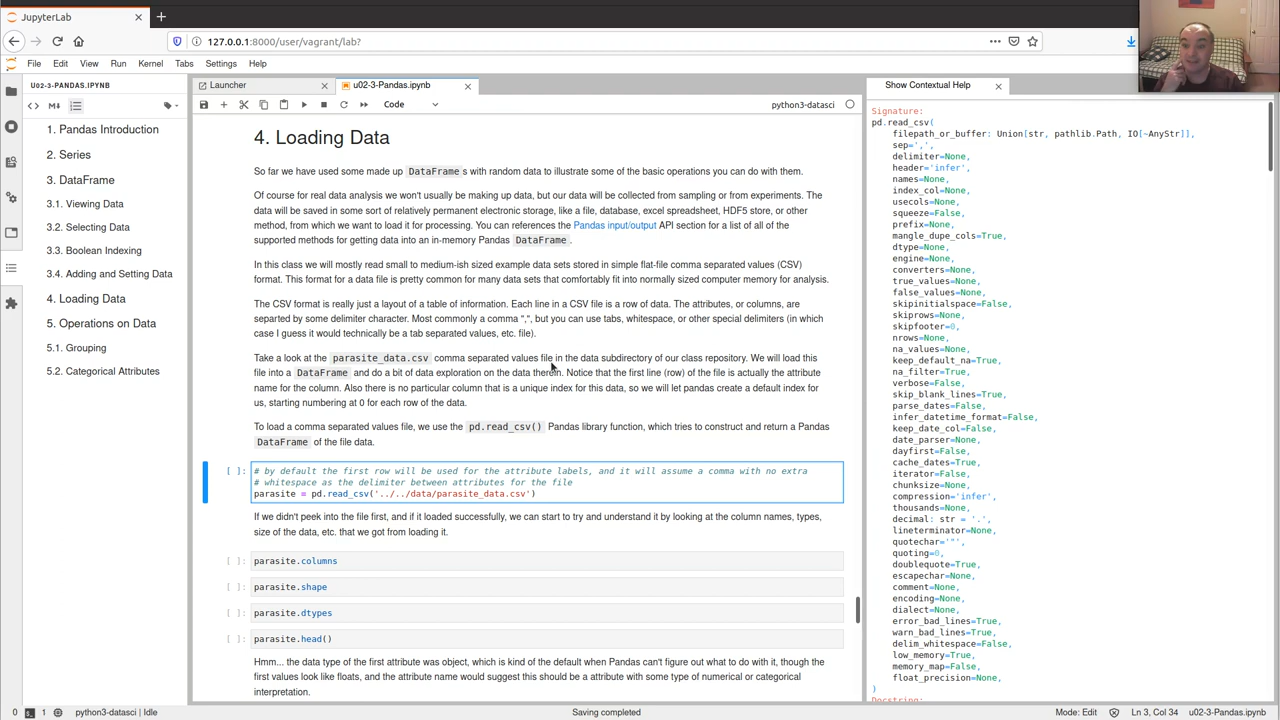 JupyterLab
127.0.0.1:8000/user/vagrant/lab?
File Edit View Run Kernel Tabs Settings Help
U02-3-PANDAS.IPYNB
1. Pandas Introduction
2. Series
3. DataFrame
3.1. Viewing Data
3.2. Selecting Data
3.3. Boolean Indexing
3.4. Adding and Setting Data
4. Loading Data
5. Operations on Data
5.1. Grouping
5.2. Categorical Attributes
Launcher
u02-3-Pandas.ipynb
Code
python3-datasci
4. Loading Data
So far we have used some made up DataFrame s with random data to illustrate some of the basic operations you can do with them.
Of course for real data analysis we won't usually be making up data, but our data will be collected from sampling or from experiments. The
data will be saved in some sort of relatively permanent electronic storage, like a file, database, excel spreadsheet, HDF5 store, or other
method, from which we want to load it for processing. You can references the Pandas input/output API section for a list of all of the
supported methods for getting data into an in-memory Pandas DataFrame .
In this class we will mostly read small to medium-ish sized example data sets stored in simple flat-file comma separated values (CSV)
format. This format for a data file is pretty common for many data sets that comfortably fit into normally sized computer memory for analysis.
The CSV format is really just a layout of a table of information. Each line in a CSV file is a row of data. The attributes, or columns, are
separted by some delimiter character. Most commonly a comma ",", but you can use tabs, whitespace, or other special delimiters (in which
case I guess it would technically be a tab separated values, etc. file).
Take a look at the parasite_data.csv comma separated values file in the data subdirectory of our class repository. We will load this
file into a DataFrame and do a bit of data exploration on the data therein. Notice that the first line (row) of the file is actually the attribute
name for the column. Also there is no particular column that is a unique index for this data, so we will let pandas create a default index for
us, starting numbering at 0 for each row of the data.
To load a comma separated values file, we use the pd.read_csv() Pandas library function, which tries to construct and return a Pandas
DataFrame of the file data.
[ ]: # by default the first row will be used for the attribute labels, and it will assume a comma with no extra
# whitespace as the delimiter between attributes for the file
parasite = pd.read_csv('../../data/parasite_data.csv')
If we didn't peek into the file first, and if it loaded successfully, we can start to try and understand it by looking at the column names, types,
size of the data, etc. that we got from loading it.
[ ]: parasite.columns
[ ]: parasite.shape
[ ]: parasite.dtypes
[ ]: parasite.head()
Hmm... the data type of the first attribute was object, which is kind of the default when Pandas can't figure out what to do with it, though the
first values look like floats, and the attribute name would suggest this should be a attribute with some type of numerical or categorical
interpretation.
Show Contextual Help
Signature:
pd.read_csv(
filepath_or_buffer: Union[str, pathlib.Path, IO[~AnyStr]],
sep=',',
delimiter=None,
header='infer',
names=None,
index_col=None,
usecols=None,
squeeze=False,
prefix=None,
mangle_dupe_cols=True,
dtype=None,
engine=None,
converters=None,
true_values=None,
false_values=None,
skipinitialspace=False,
skiprows=None,
skipfooter=0,
nrows=None,
na_values=None,
keep_default_na=True,
na_filter=True,
verbose=False,
skip_blank_lines=True,
parse_dates=False,
infer_datetime_format=False,
keep_date_col=False,
date_parser=None,
dayfirst=False,
cache_dates=True,
iterator=False,
chunksize=None,
compression='infer',
thousands=None,
decimal: str = '.',
lineterminator=None,
quotechar='"',
quoting=0,
doublequote=True,
escapechar=None,
comment=None,
encoding=None,
dialect=None,
error_bad_lines=True,
warn_bad_lines=True,
delim_whitespace=False,
low_memory=True,
memory_map=False,
float_precision=None,
)
Docstring:
0 1 python3-datasci | Idle
Saving completed
Mode: Edit Ln 3, Col 34 u02-3-Pandas.ipynb